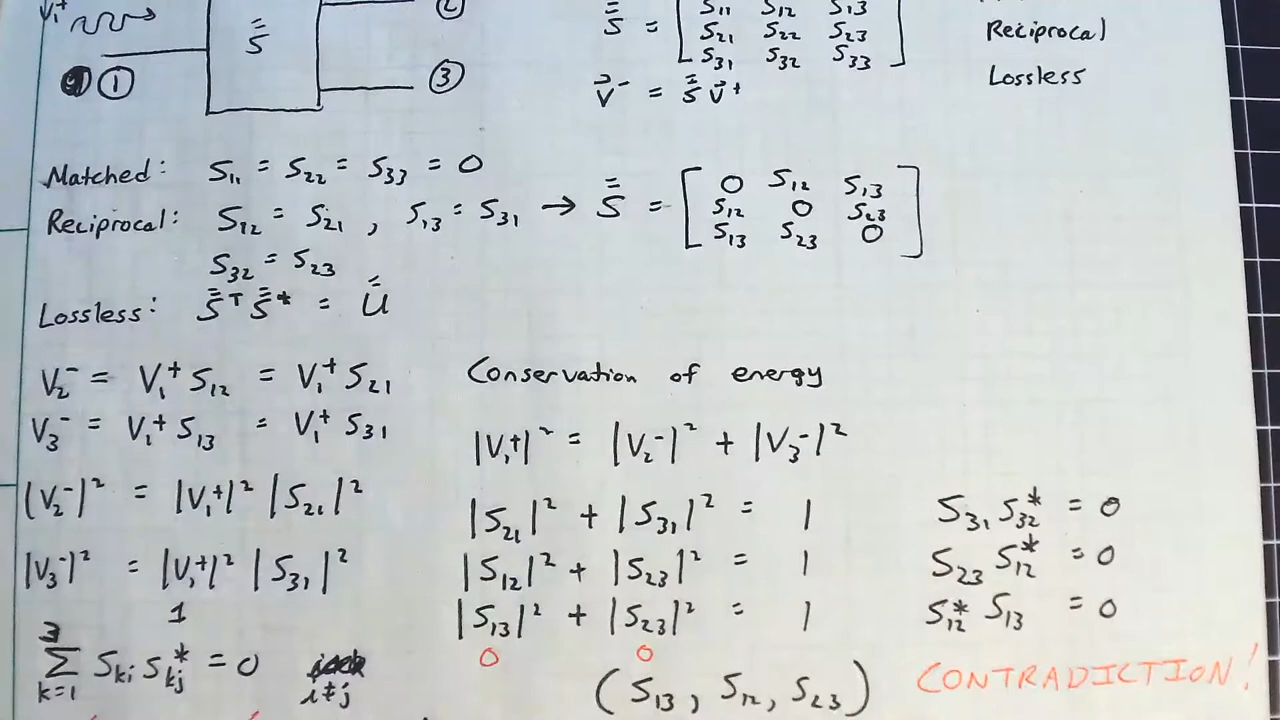 V₁⁺
S̿
②
① 
③
S̿ = [ S₁₁ S₁₂ S₁₃
S₂₁ S₂₂ S₂₃
S₃₁ S₃₂ S₃₃ ]
V⃗⁻ = S̿ V⃗⁺
Reciprocal
Lossless
Matched: S₁₁ = S₂₂ = S₃₃ = 0
Reciprocal: S₁₂ = S₂₁ , S₁₃ = S₃₁ → S̿ = [ 0 S₁₂ S₁₃
S₁₂ 0 S₂₃
S₁₃ S₂₃ 0 ]
S₃₂ = S₂₃
Lossless: S̿ᵀ S̿* = U̿
V₂⁻ = V₁⁺ S₁₂ = V₁⁺ S₂₁
V₃⁻ = V₁⁺ S₁₃ = V₁⁺ S₃₁
|V₂⁻|² = |V₁⁺|² |S₂₁|²
|V₃⁻|² = |V₁⁺|² |S₃₁|²
1
3
∑ Sₖᵢ Sₖⱼ* = 0 i≠j
k=1
Conservation of energy
|V₁⁺|² = |V₂⁻|² + |V₃⁻|²
|S₂₁|² + |S₃₁|² = 1
|S₁₂|² + |S₂₃|² = 1
|S₁₃|² + |S₂₃|² = 1
0 0
(S₁₃, S₁₂, S₂₃)
S₃₁ S₃₂* = 0
S₂₃ S₁₂* = 0
S₁₂* S₁₃ = 0
CONTRADICTION!